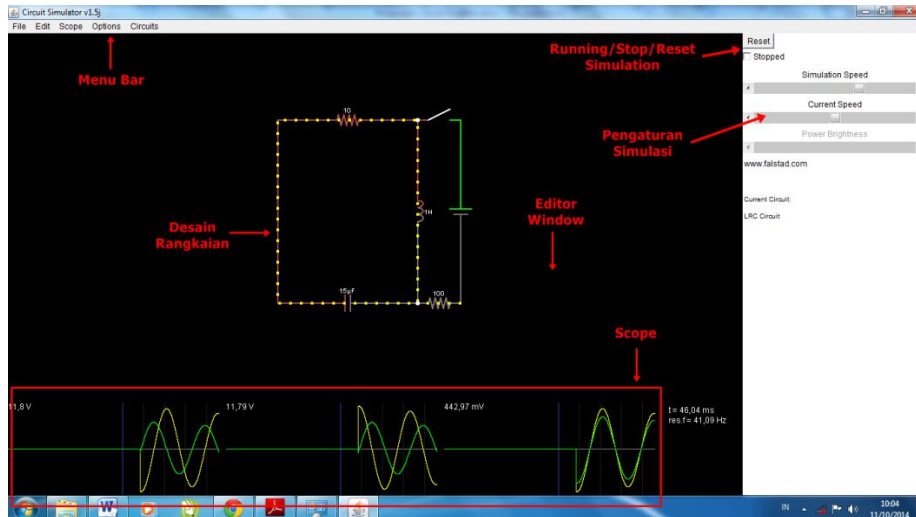 Circuit Simulator v1.5j
File Edit Scope Options Circuits
Menu Bar
Running/Stop/Reset
Simulation
Reset
Stopped
Simulation Speed
Current Speed
Power Brightness
Pengaturan
Simulasi
www.falstad.com
Current Circuit:
LRC Circuit
10
1H
Desain
Rangkaian
Editor
Window
15µF
100
Scope
11,8 V
11,79 V
442,97 mV
t = 46,04 ms
res.f = 41,09 Hz
IN
10:04
11/10/2014